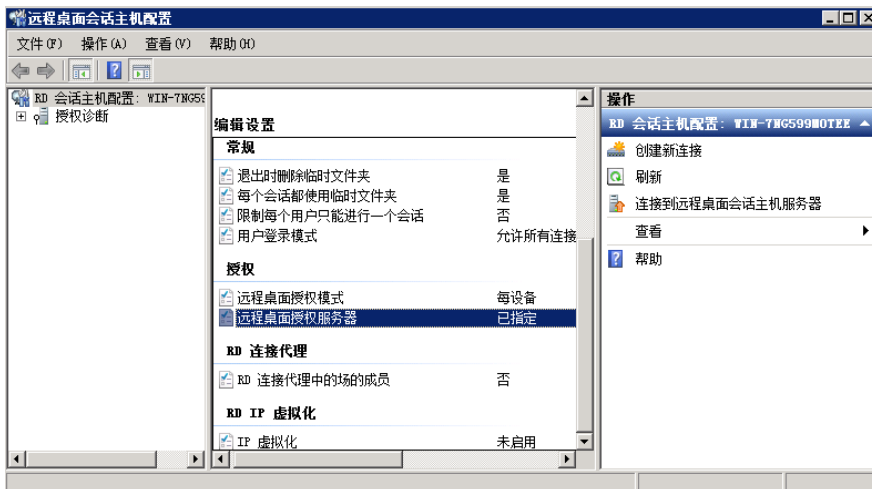 远程桌面会话主机配置
文件(F) 操作(A) 查看(V) 帮助(H)
RD 会话主机配置: WIN-7NG59
授权诊断
编辑设置
常规
退出时删除临时文件夹 是
每个会话都使用临时文件夹 是
限制每个用户只能进行一个会话 否
用户登录模式 允许所有连接
授权
远程桌面授权模式 每设备
远程桌面授权服务器 已指定
RD 连接代理
RD 连接代理中的场的成员 否
RD IP 虚拟化
IP 虚拟化 未启用
操作
RD 会话主机配置: WIN-7NG599MOTEE
创建新连接
刷新
连接到远程桌面会话主机服务器
查看
帮助